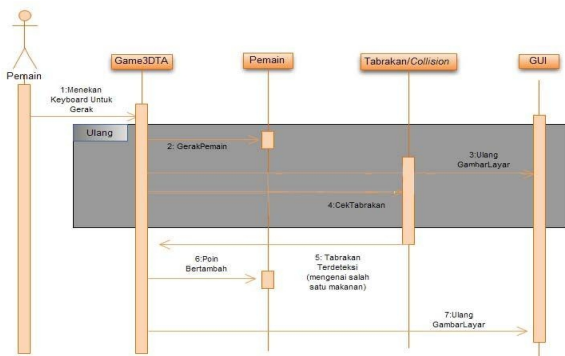 Game3DTA
Pemain
Tabrakan/Collision
GUI
Pemain
1:Menekan
Keyboard Untuk
Gerak
Ulang
2: GerakPemain
3:Ulang
GambarLayar
4:CekTabrakan
6:Poin
Bertambah
5: Tabrakan
Terdeteksi
(mengenai salah
satu makanan)
7:Ulang
GambarLayar